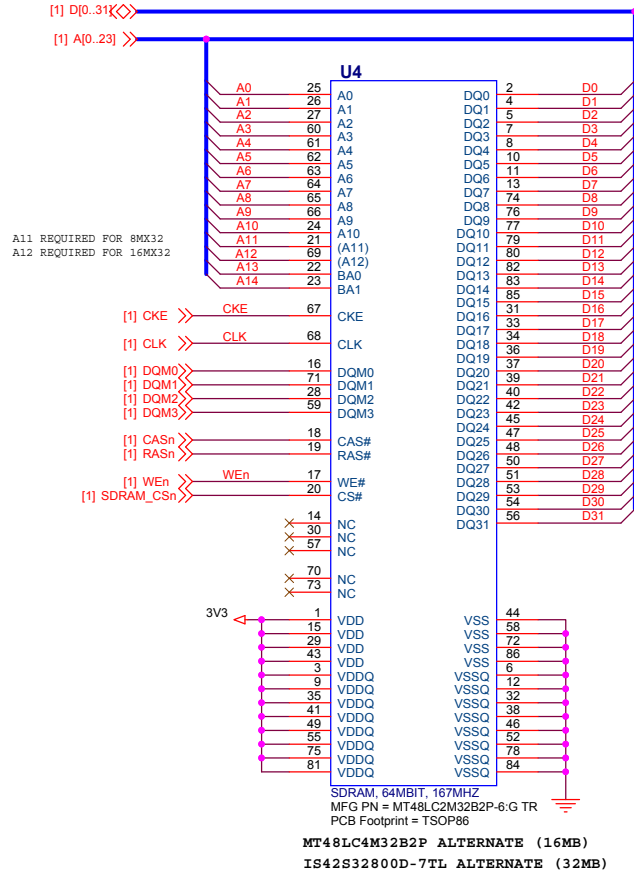 [1] D[0..31]
[1] A[0..23]
U4
A0 25 A0 DQ0 2 D0
A1 26 A1 DQ1 4 D1
A2 27 A2 DQ2 5 D2
A3 60 A3 DQ3 7 D3
A4 61 A4 DQ4 8 D4
A5 62 A5 DQ5 10 D5
A6 63 A6 DQ6 11 D6
A7 64 A7 DQ7 13 D7
A8 65 A8 DQ8 74 D8
A9 66 A9 DQ9 76 D9
A10 24 A10 DQ10 77 D10
A11 21 (A11) DQ11 79 D11
A12 69 (A12) DQ12 80 D12
A13 22 BA0 DQ13 82 D13
A14 23 BA1 DQ14 83 D14
DQ15 85 D15
A11 REQUIRED FOR 8MX32
A12 REQUIRED FOR 16MX32
[1] CKE CKE 67 CKE DQ16 31 D16
DQ17 33 D17
[1] CLK CLK 68 CLK DQ18 34 D18
DQ19 36 D19
[1] DQM0 16 DQM0 DQ20 37 D20
[1] DQM1 71 DQM1 DQ21 39 D21
[1] DQM2 28 DQM2 DQ22 40 D22
[1] DQM3 59 DQM3 DQ23 42 D23
DQ24 45 D24
[1] CASn 18 CAS# DQ25 47 D25
[1] RASn 19 RAS# DQ26 48 D26
DQ27 50 D27
[1] WEn WEn 17 WE# DQ28 51 D28
[1] SDRAM_CSn 20 CS# DQ29 53 D29
DQ30 54 D30
14 NC DQ31 56 D31
30 NC
57 NC
70 NC
73 NC
3V3 1 VDD VSS 44
15 VDD VSS 58
29 VDD VSS 72
43 VDD VSS 86
3 VDDQ VSSQ 6
9 VDDQ VSSQ 12
35 VDDQ VSSQ 32
41 VDDQ VSSQ 38
49 VDDQ VSSQ 46
55 VDDQ VSSQ 52
75 VDDQ VSSQ 78
81 VDDQ VSSQ 84
SDRAM, 64MBIT, 167MHZ
MFG PN = MT48LC2M32B2P-6:G TR
PCB Footprint = TSOP86
MT48LC4M32B2P ALTERNATE (16MB)
IS42S32800D-7TL ALTERNATE (32MB)